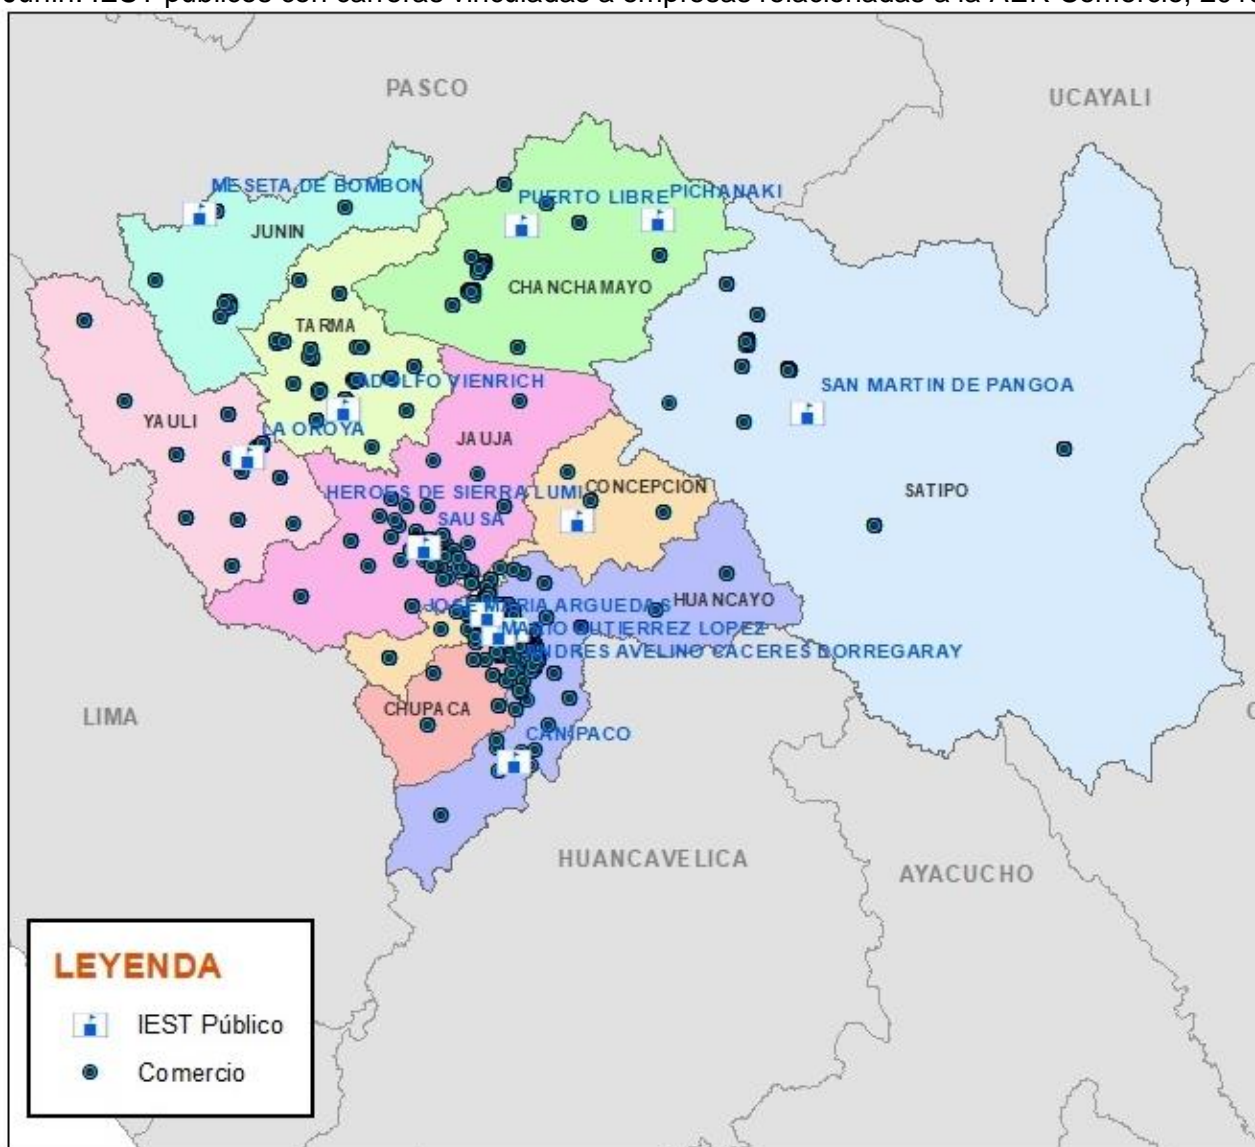 Junín: IEST públicos con carreras vinculadas a empresas relacionadas a la AER Comercio,
PASCO
UCAYALI
MESETA DE BOMBON
PUERTO LIBRE
PICHANAKI
JUNIN
CHANCHAMAYO
TARMA
ADOLFO VIENRICH
SAN MARTIN DE PANGOA
YAULI
LA OROYA
JAUJA
HEROES DE SIERRA LUMI
CONCEPCION
SATIPO
SAUSA
JOSE MARIA ARGUEDAS
HUANCAYO
MARIO GUTIERREZ LOPEZ
ANDRES AVELINO CACERES DORREGARAY
CHUPACA
LIMA
CANIPACO
HUANCAVELICA
AYACUCHO
LEYENDA
IEST Público
Comercio